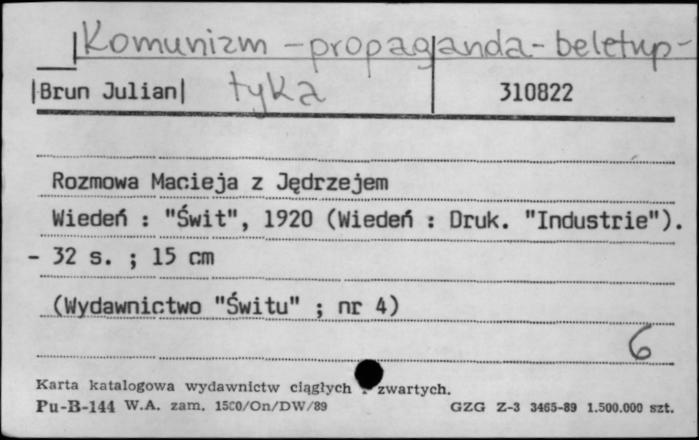 Komunizm - propaganda - beletry-
|Brun Julian| tyka 310822
Rozmowa Macieja z Jędrzejem
Wiedeń : "Świt", 1920 (Wiedeń : Druk. "Industrie").
- 32 s. ; 15 cm
(Wydawnictwo "Świtu" ; nr 4)
6
Karta katalogowa wydawnictw ciągłych zwartych.
Pu-B-144 W.A. zam. 1500/On/DW/89 GZG Z-3 3465-89 1.500.000 szt.